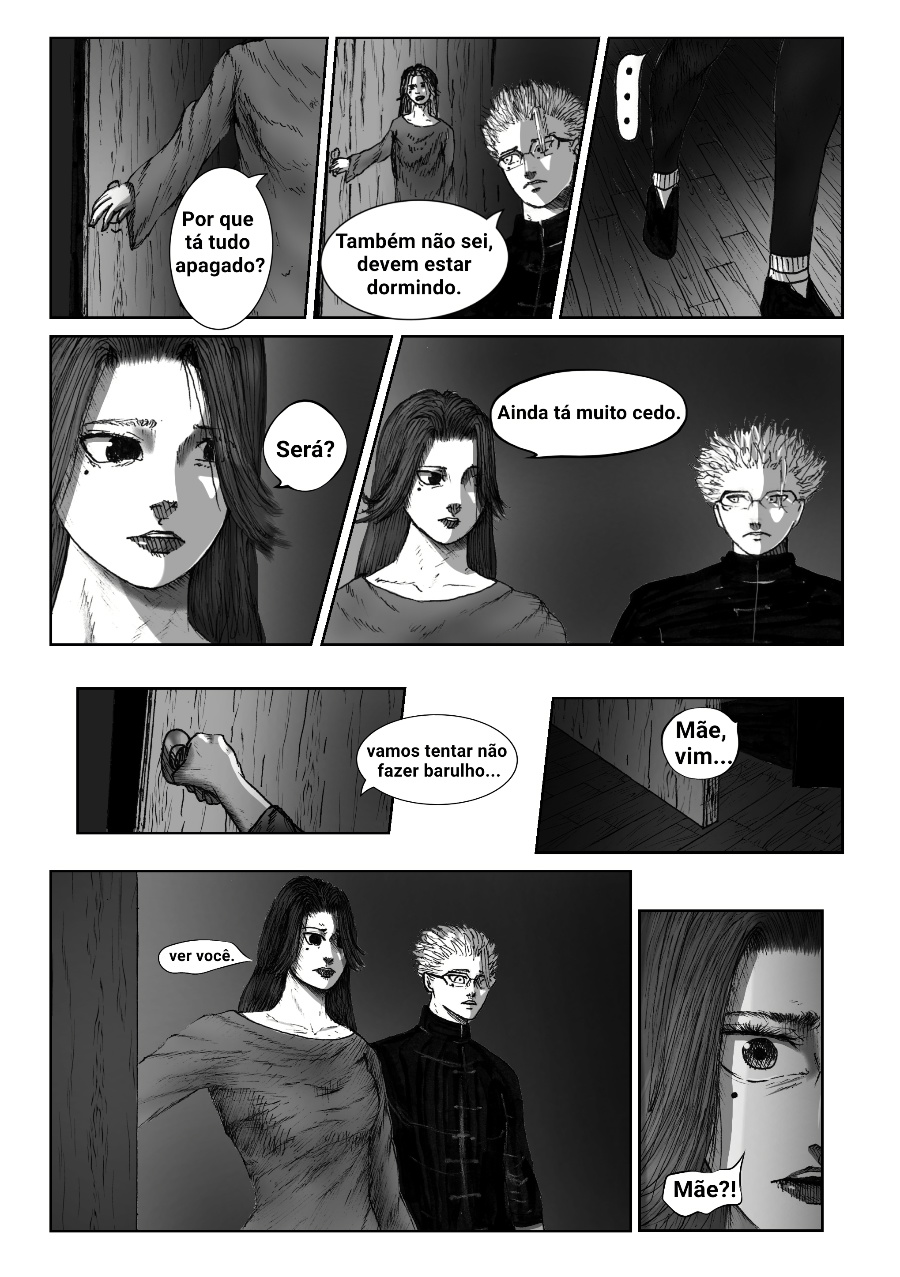 Por que
tá tudo
apagado?
Também não sei,
devem estar
dormindo.
...
Será?
Ainda tá muito cedo.
vamos tentar não
fazer barulho...
Mãe,
vim...
ver você.
Mãe?!